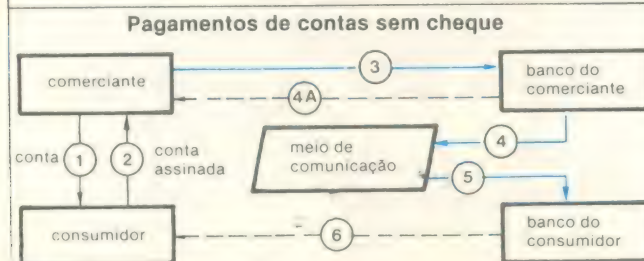 Pagamentos de contas sem cheque
comerciante
3
banco do
comerciante
4A
conta
1
2
conta
assinada
meio de
comunicação
4
5
consumidor
6
banco do
consumidor